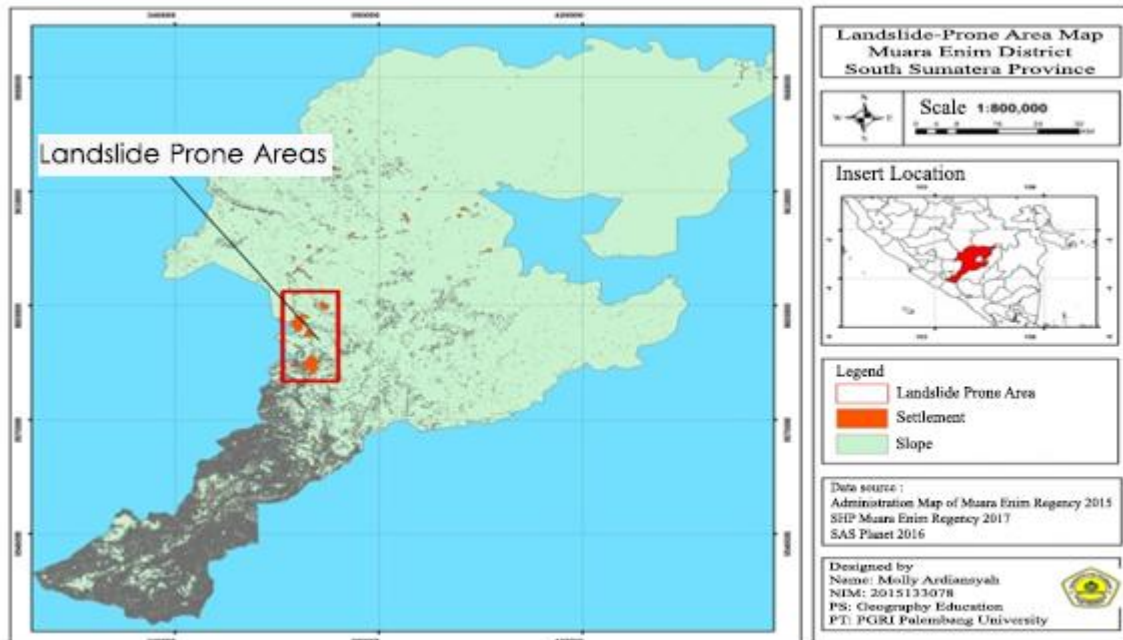 Landslide Prone Areas
Landslide-Prone Area Map
Muara Enim District
South Sumatera Province
N
W
E
S
Scale 1:800,000
Insert Location
Legend
Landslide Prone Area
Settlement
Slope
Data source :
Administration Map of Muara Enim Regency 2015
SHP Muara Enim Regency 2017
SAS Planet 2016
Designed by
Name: Molly Ardiansyah
NIM: 2015133078
PS: Geography Education
PT: PGRI Palembang University